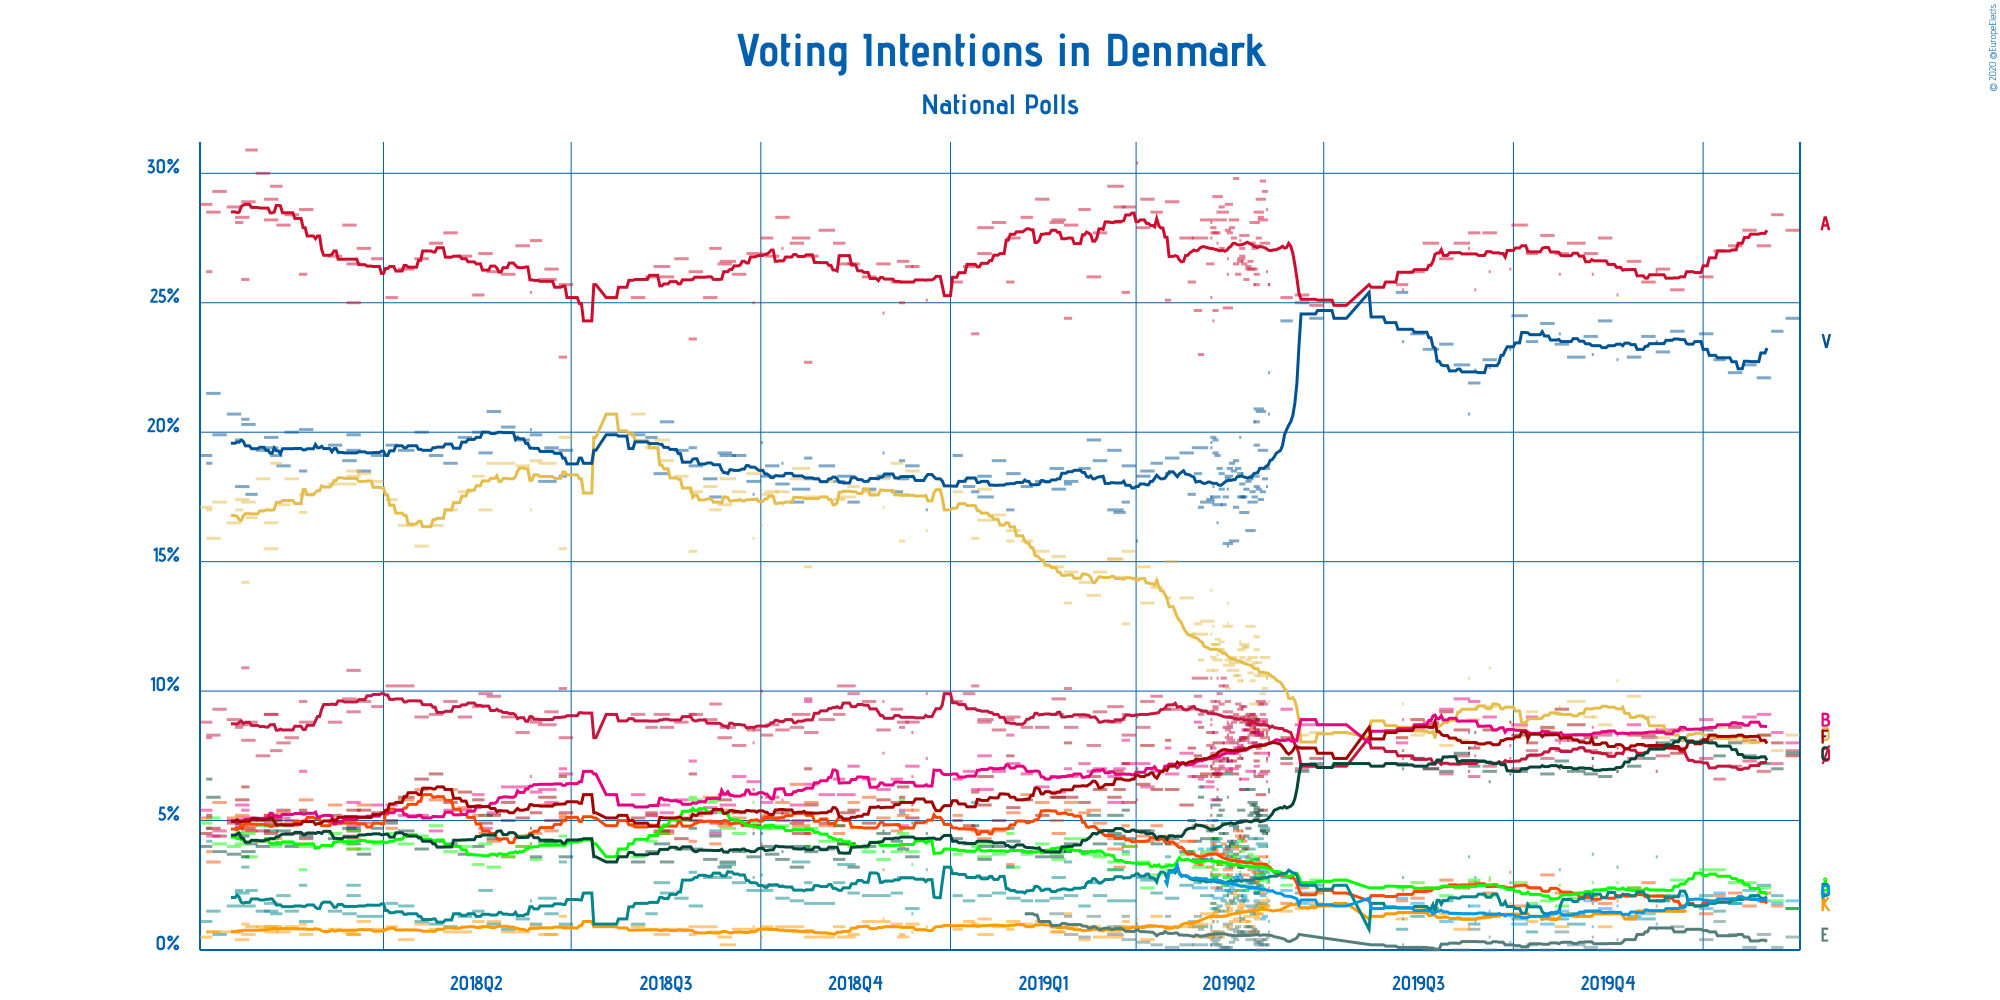 © 2020 @EuropeElects
Voting Intentions in Denmark
National Polls
30%
25%
20%
15%
10%
5%
0%
A
V
B
F
K
E
2018Q2
2018Q3
2018Q4
2019Q1
2019Q2
2019Q3
2019Q4